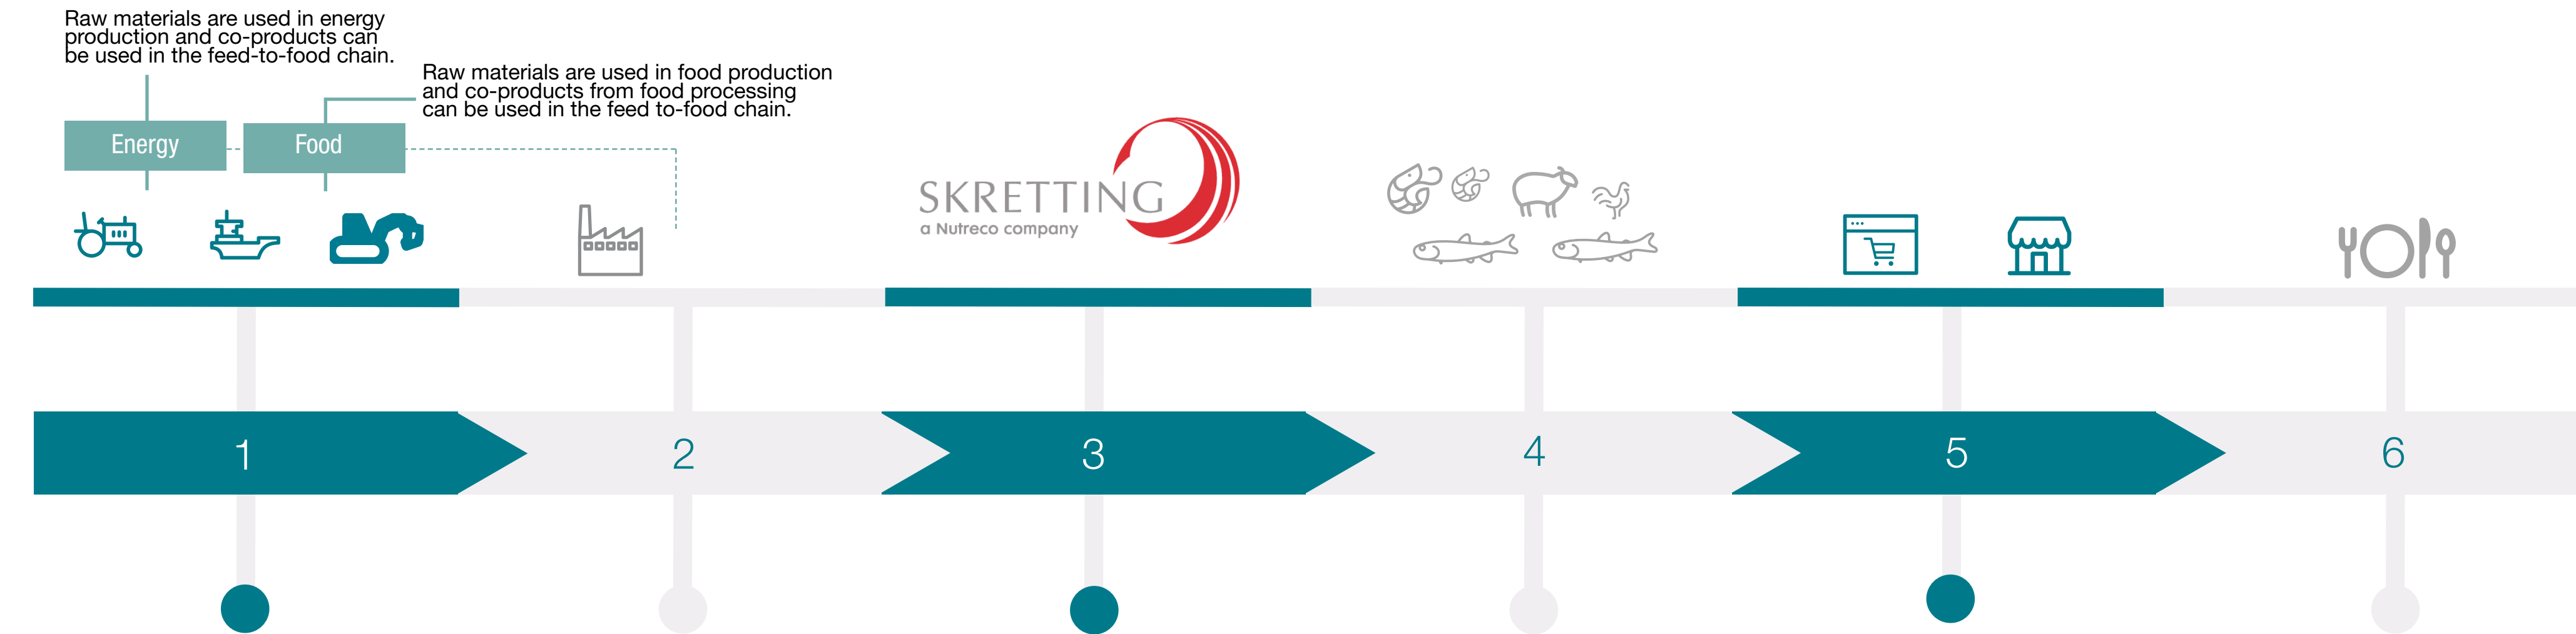 Raw materials are used in energy
production and co-products can
be used in the feed-to-food chain.
Raw materials are used in food production
and co-products from food processing
can be used in the feed to-food chain.
Energy
Food
SKRETTING
a Nutreco company
1
2
3
4
5
6